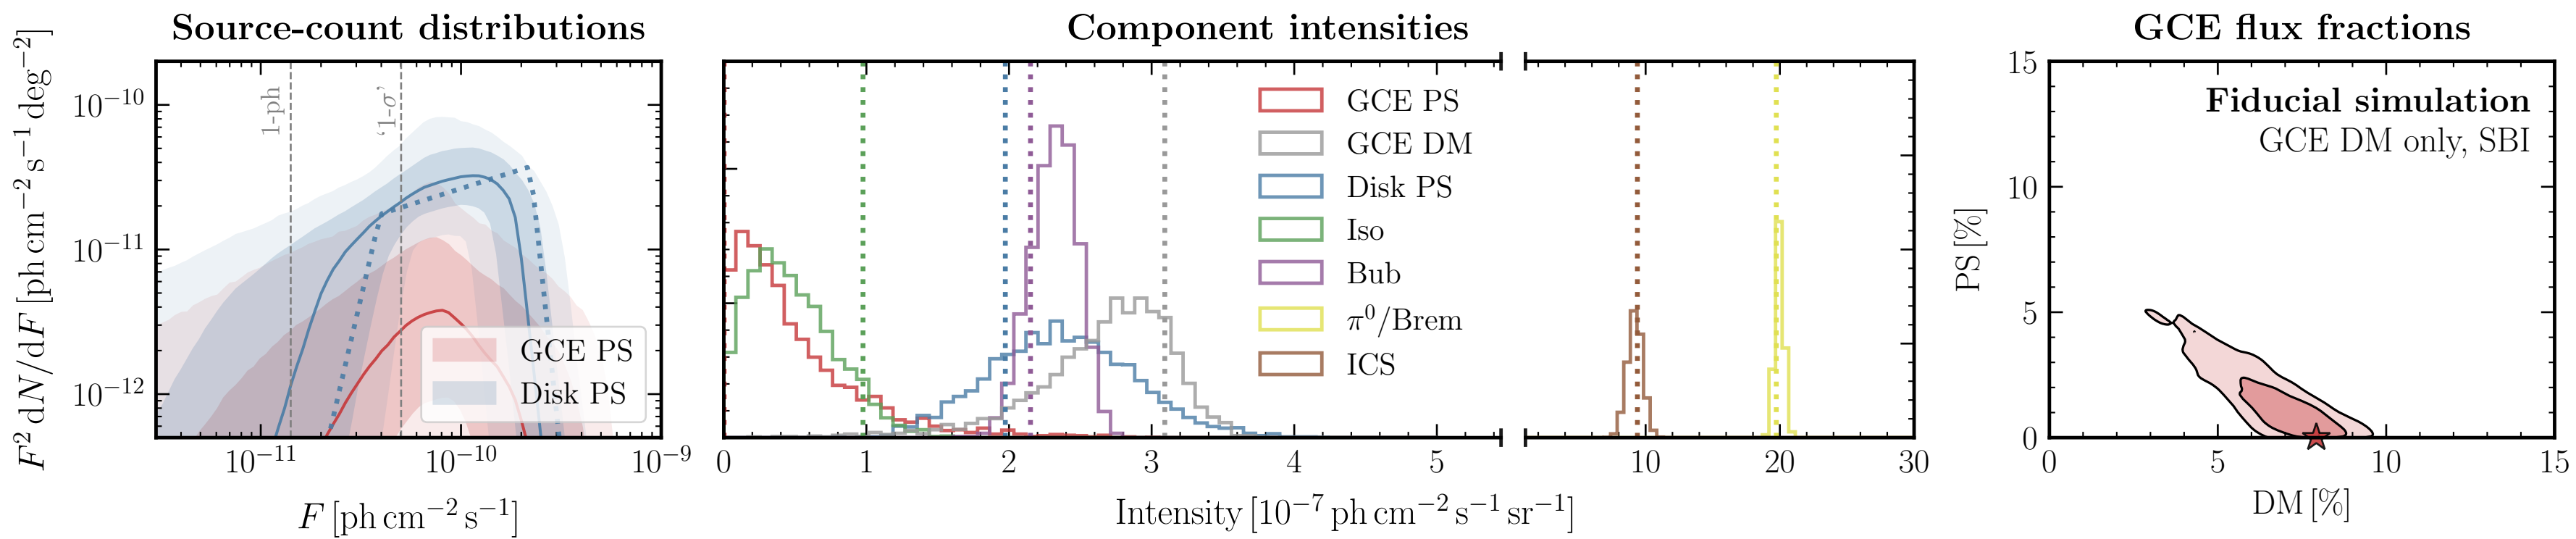 Source-count distributions
F² dN/dF [ph cm⁻² s⁻¹ deg⁻²]
10⁻¹⁰
10⁻¹¹
10⁻¹²
1-ph
‘1-σ’
GCE PS
Disk PS
10⁻¹¹ 10⁻¹⁰ 10⁻⁹
F [ph cm⁻² s⁻¹]
Component intensities
GCE PS
GCE DM
Disk PS
Iso
Bub
π⁰/Brem
ICS
0 1 2 3 4 5 10 20 30
Intensity [10⁻⁷ ph cm⁻² s⁻¹ sr⁻¹]
GCE flux fractions
Fiducial simulation
GCE DM only, SBI
PS [%]
15
10
5
0
0 5 10 15
DM [%]